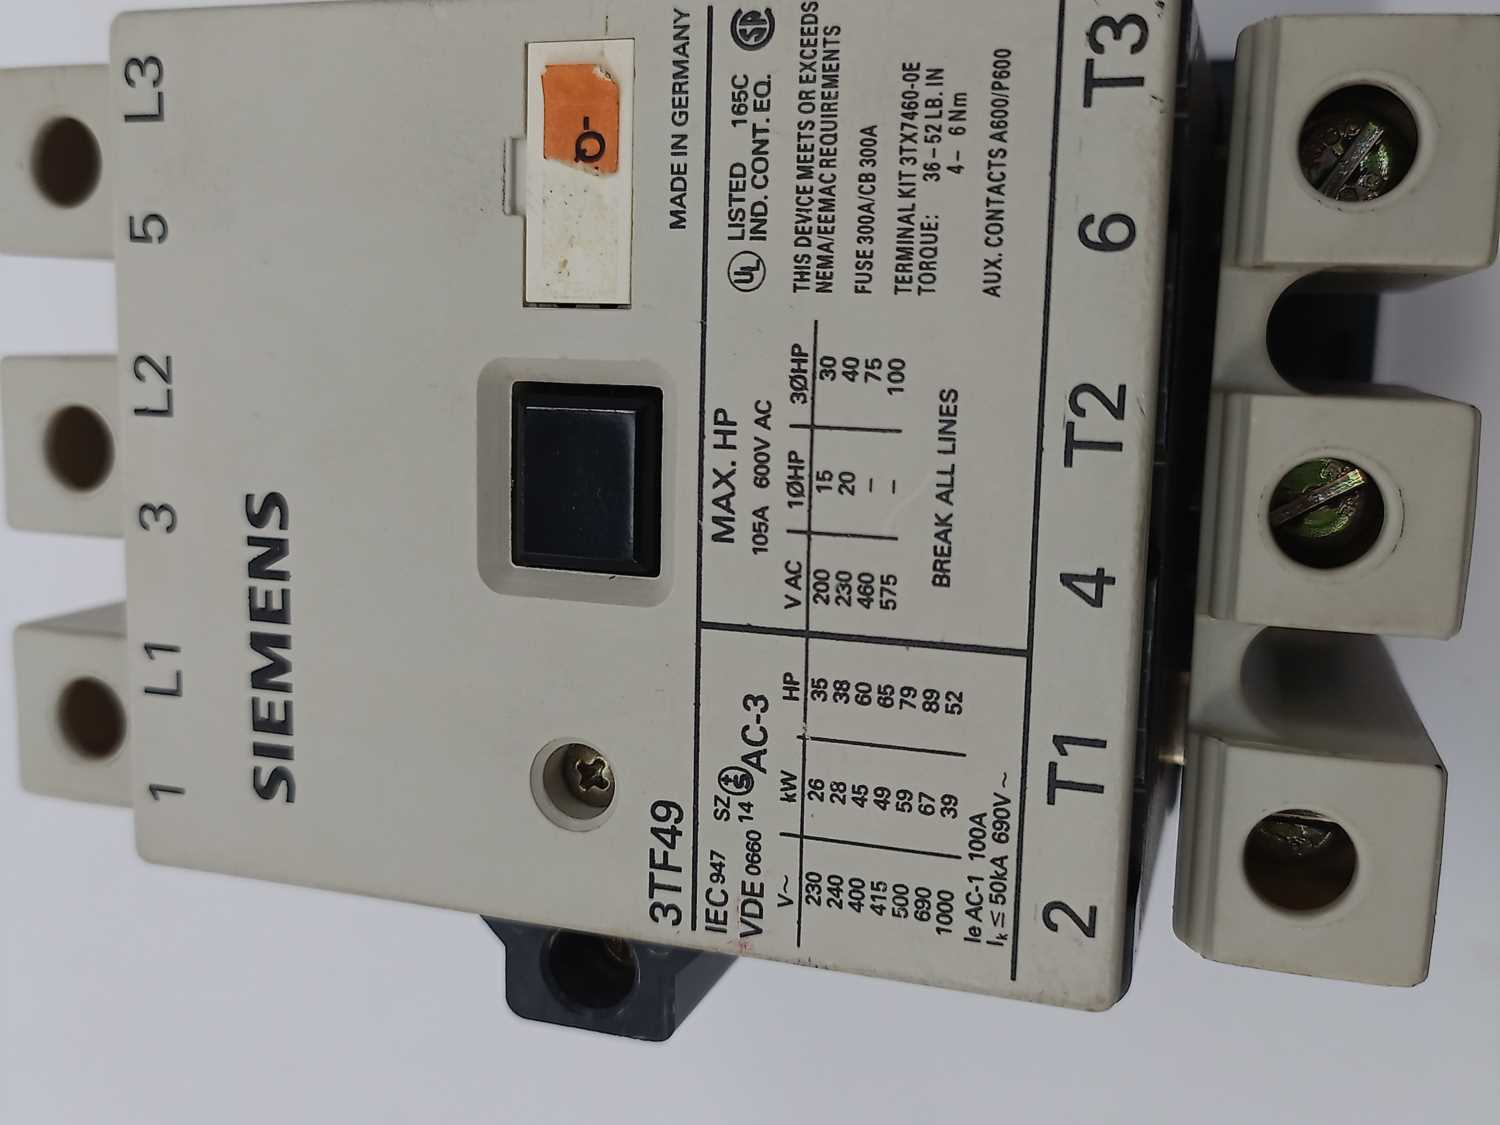 1 L1 3 L2 5 L3
SIEMENS
-O-
3TF49
MADE IN GERMANY
IEC 947 SZ
VDE 0660 14 S AC-3
V~ kW HP
230 26 35
240 28 38
400 45 60
415 49 65
500 59 79
690 67 89
1000 39 52
Ie AC-1 100A
Ik ≤ 50kA 690V~
MAX. HP
105A 600V AC
V AC 1ØHP 3ØHP
200 15 30
230 20 40
460 – 75
575 – 100
BREAK ALL LINES
UL LISTED 165C SA
IND. CONT. EQ.
THIS DEVICE MEETS OR EXCEEDS
NEMA/EEMAC REQUIREMENTS
FUSE 300A/CB 300A
TERMINAL KIT 3TX7460-0E
TORQUE: 36–52 LB. IN
4– 6 Nm
AUX. CONTACTS A600/P600
2 T1 4 T2 6 T3